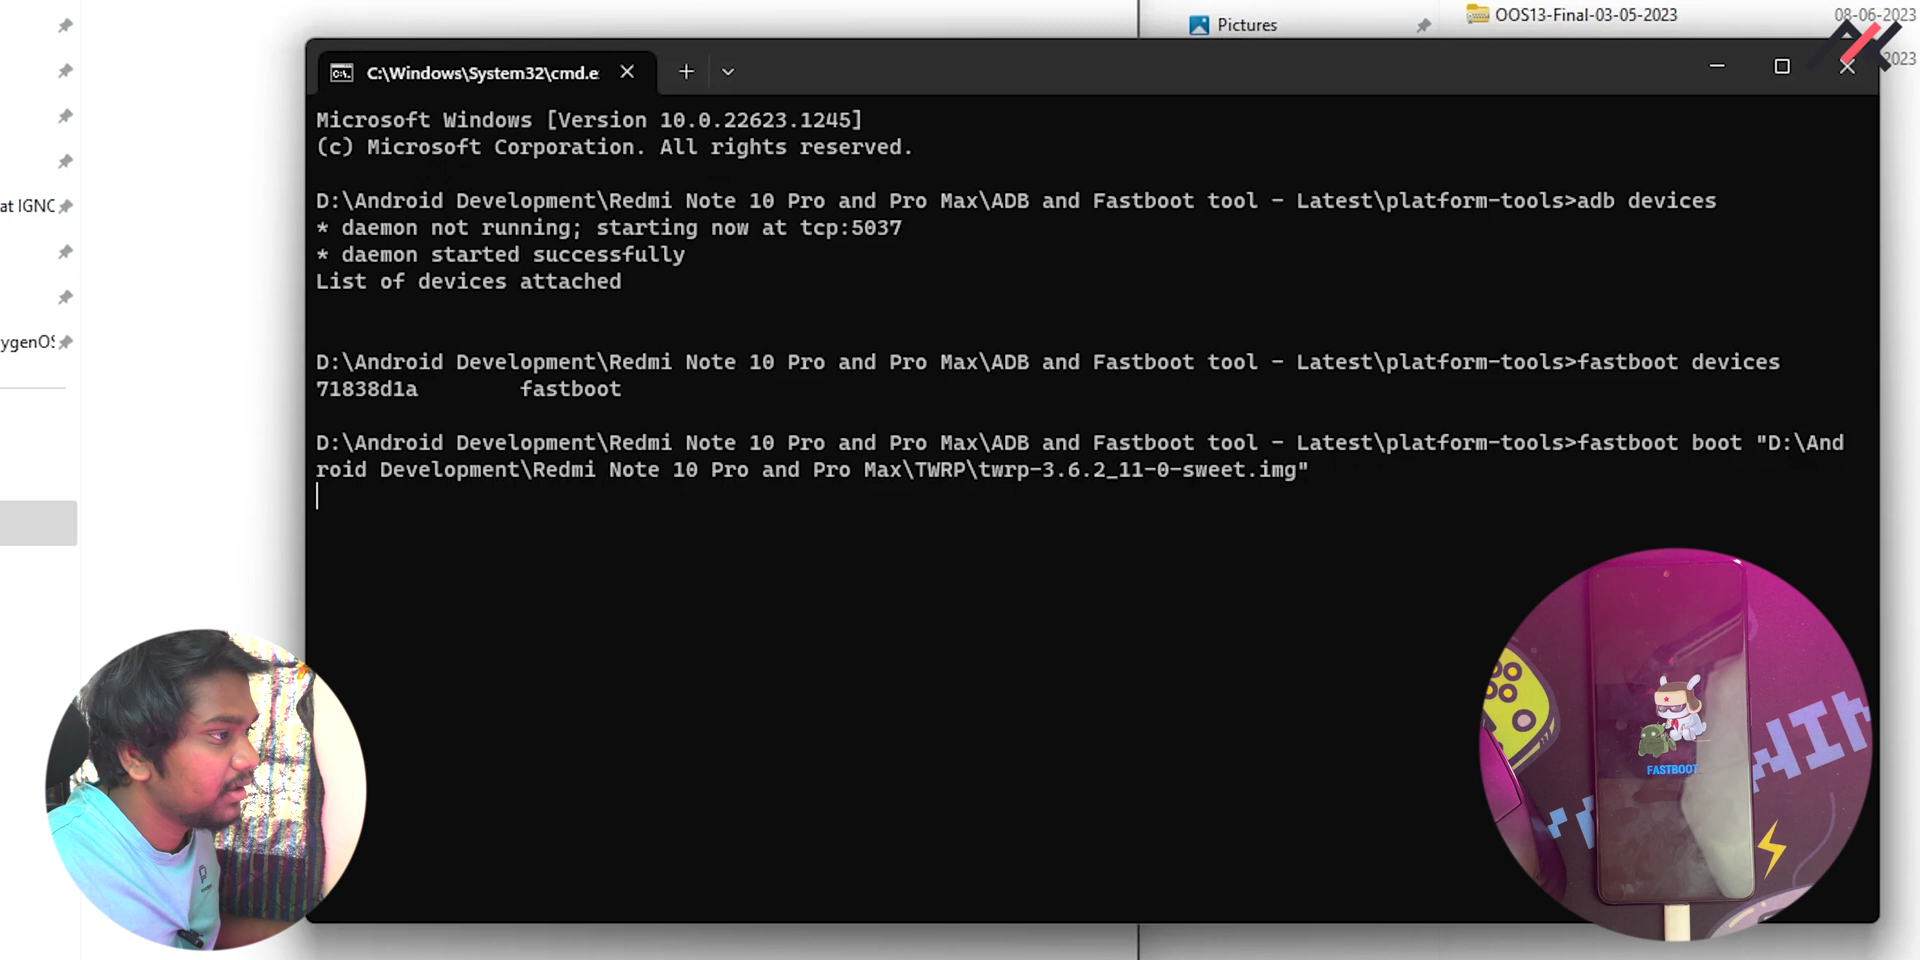 Pictures
OOS13-Final-03-05-2023
08-06-2023
2023
C:\Windows\System32\cmd.e
Microsoft Windows [Version 10.0.22623.1245]
(c) Microsoft Corporation. All rights reserved.
D:\Android Development\Redmi Note 10 Pro and Pro Max\ADB and Fastboot tool - Latest\platform-tools>adb devices
* daemon not running; starting now at tcp:5037
* daemon started successfully
List of devices attached
D:\Android Development\Redmi Note 10 Pro and Pro Max\ADB and Fastboot tool - Latest\platform-tools>fastboot devices
71838d1a fastboot
D:\Android Development\Redmi Note 10 Pro and Pro Max\ADB and Fastboot tool - Latest\platform-tools>fastboot boot "D:\And
roid Development\Redmi Note 10 Pro and Pro Max\TWRP\twrp-3.6.2_11-0-sweet.img"
at IGNO
ygenOS
FASTBOOT